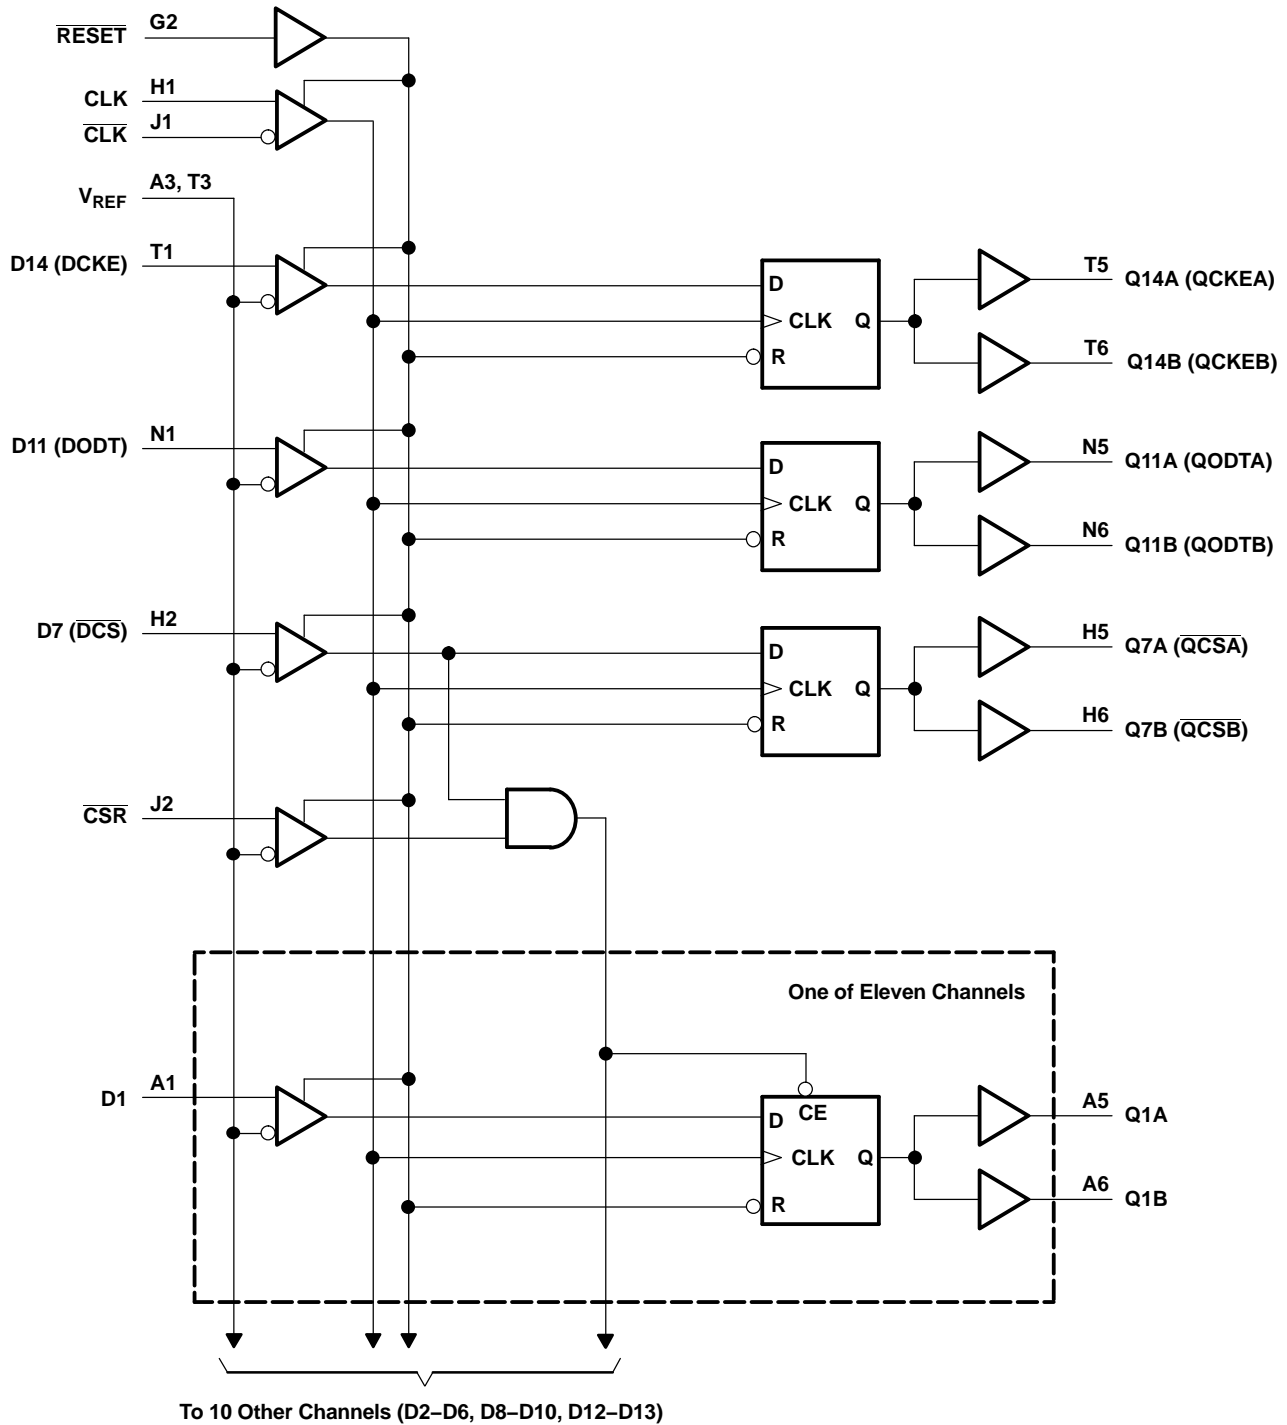 RESET G2
CLK H1
CLK J1
VREF A3, T3
D14 (DCKE) T1
D CLK Q R
T5 Q14A (QCKEA)
T6 Q14B (QCKEB)
D11 (DODT) N1
D CLK Q R
N5 Q11A (QODTA)
N6 Q11B (QODTB)
D7 (DCS) H2
D CLK Q R
H5 Q7A (QCSA)
H6 Q7B (QCSB)
CSR J2
One of Eleven Channels
D1 A1
CE D CLK Q R
A5 Q1A
A6 Q1B
To 10 Other Channels (D2–D6, D8–D10, D12–D13)